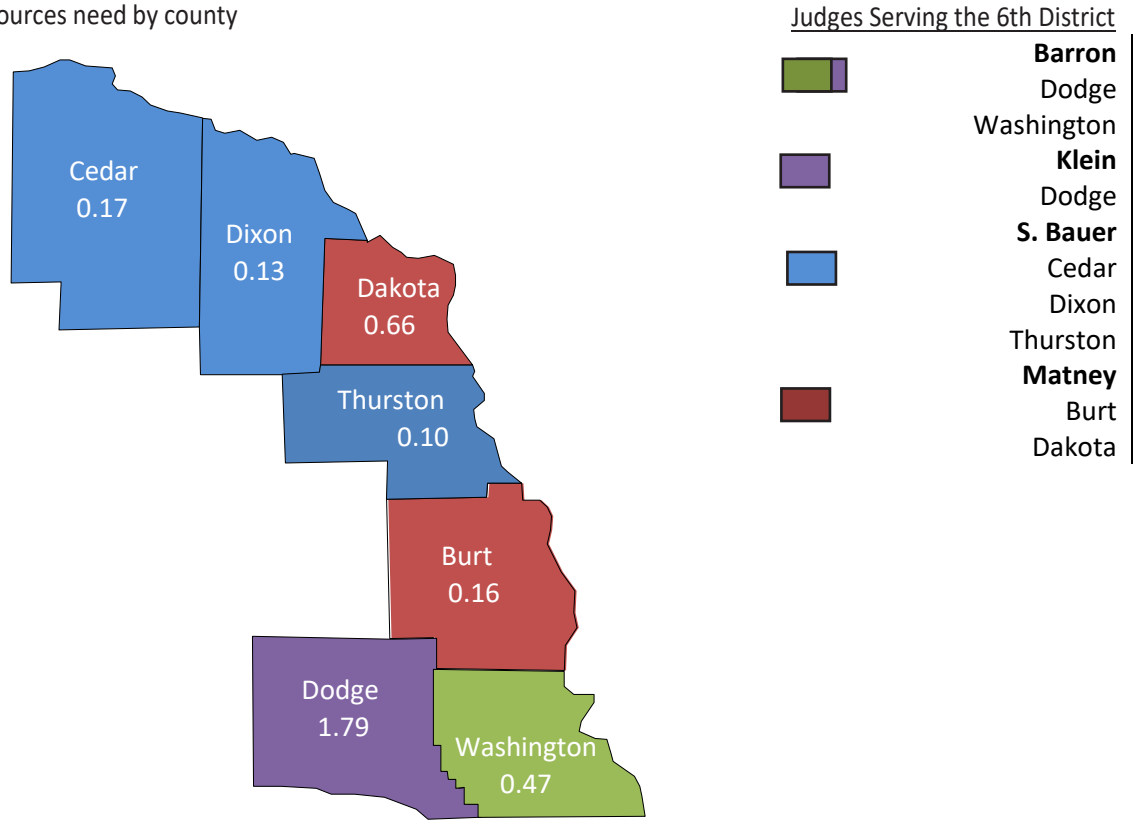 need by county
Judges Serving the 6th District
Barron
Dodge
Washington
Klein
Dodge
S. Bauer
Cedar
Dixon
Thurston
Matney
Burt
Dakota
Cedar
0.17
Dixon
0.13
Dakota
0.66
Thurston
0.10
Burt
0.16
Dodge
1.79
Washington
0.47